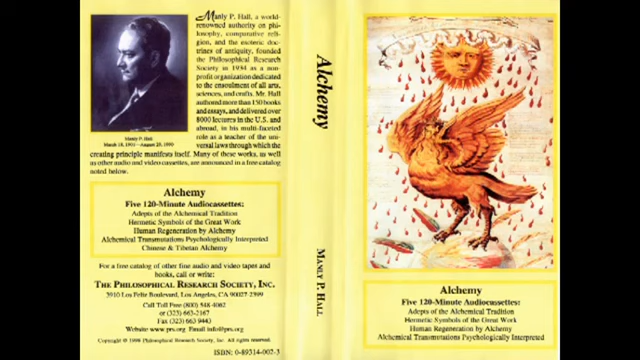 Manly P. Hall, a world-
renowned authority on phi-
losophy, comparative reli-
gion, and the esoteric doc-
trines of antiquity, founded
the Philosophical Research
Society in 1934 as a non-
profit organization dedicated
to the ensoulment of all arts,
sciences, and crafts. Mr. Hall
authored more than 150 books
and essays, and delivered over
8000 lectures in the U.S. and
abroad, in his multi-faceted
role as a teacher of the uni-
versal laws through which the
creating principle manifests itself. Many of these works, as well
as other audio and video cassettes, are announced in a free catalog
noted below.
Manly P. Hall
March 18, 1901 – August 29, 1990
Alchemy
Five 120-Minute Audiocassettes:
Adepts of the Alchemical Tradition
Hermetic Symbols of the Great Work
Human Regeneration by Alchemy
Alchemical Transmutations Psychologically Interpreted
Chinese & Tibetan Alchemy
For a free catalog of other fine audio and video tapes and
books, call or write:
THE PHILOSOPHICAL RESEARCH SOCIETY, INC.
3910 Los Feliz Boulevard, Los Angeles, CA 90027-2399
Call Toll Free (800) 548-4062
or (323) 663-2167
Fax (323) 663 9443
Website www.prs.org Email info@prs.org
Copyright © 1998 Philosophical Research Society, Inc. All rights reserved.
ISBN: 0-89314-002-3
Alchemy
MANLY P. HALL
Alchemy
Five 120-Minute Audiocassettes:
Adepts of the Alchemical Tradition
Hermetic Symbols of the Great Work
Human Regeneration by Alchemy
Alchemical Transmutations Psychologically Interpreted